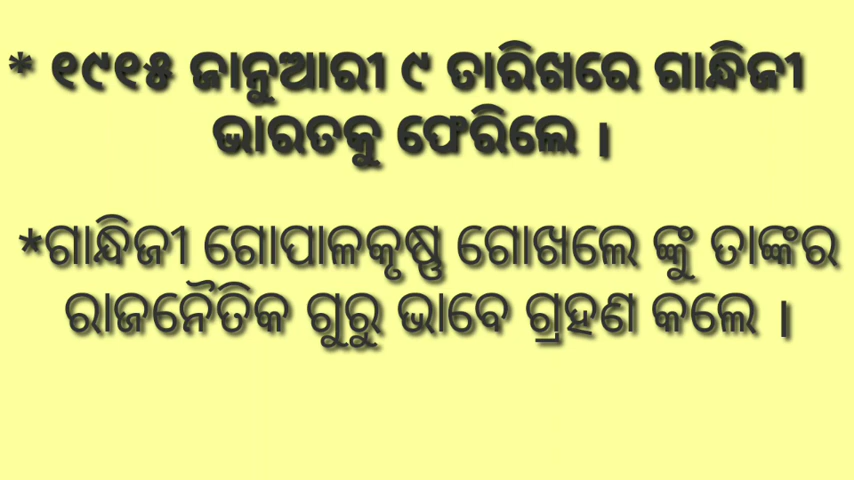 * ୧୯୧୫ ଜାନୁଆରୀ ୯ ତାରିଖରେ ଗାନ୍ଧିଜୀ
ଭାରତକୁ ଫେରିଲେ ।
*ଗାନ୍ଧିଜୀ ଗୋପାଳକୃଷ୍ଣ ଗୋଖଲେ ଙ୍କୁ ତାଙ୍କର
ରାଜନୈତିକ ଗୁରୁ ଭାବେ ଗ୍ରହଣ କଲେ ।